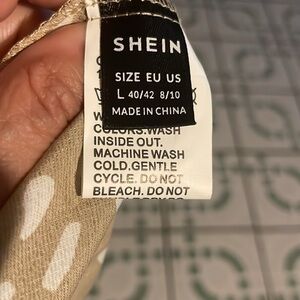 SHEIN
SIZE EU US
L 40/42 8/10
MADE IN CHINA
COLORS.WASH
INSIDE OUT.
MACHINE WASH
COLD.GENTLE
CYCLE. DO NOT
BLEACH. DO NOT